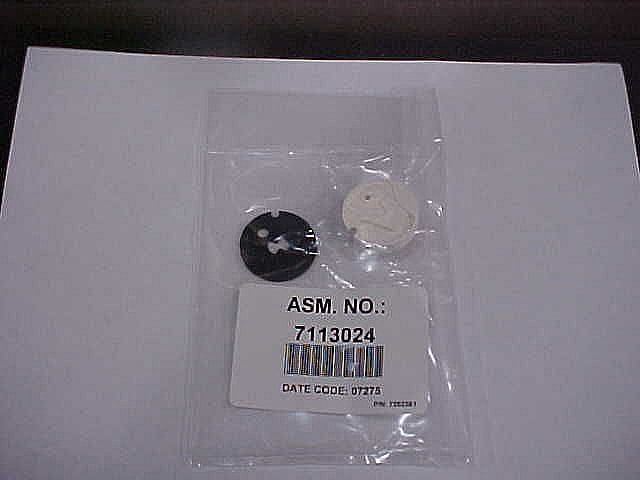 ASM. NO.:
7113024
DATE CODE: 07275
P/N: